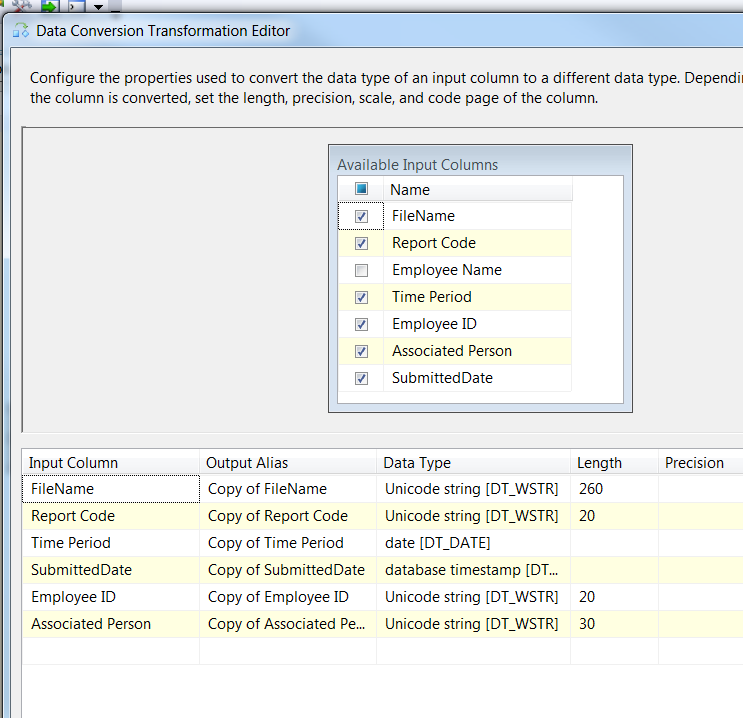 Data Conversion Transformation Editor
Configure the properties used to convert the data type of an input column to a different data type.
the column is converted, set the length, precision, scale, and code page of the column.
Available Input Columns
Name
FileName
Report Code
Employee Name
Time Period
Employee ID
Associated Person
SubmittedDate
Input Column Output Alias Data Type Length Precision
FileName Copy of FileName Unicode string [DT_WSTR] 260
Report Code Copy of Report Code Unicode string [DT_WSTR] 20
Time Period Copy of Time Period date [DT_DATE]
SubmittedDate Copy of SubmittedDate database timestamp [DT...
Employee ID Copy of Employee ID Unicode string [DT_WSTR] 20
Associated Person Copy of Associated Pe... Unicode string [DT_WSTR] 30